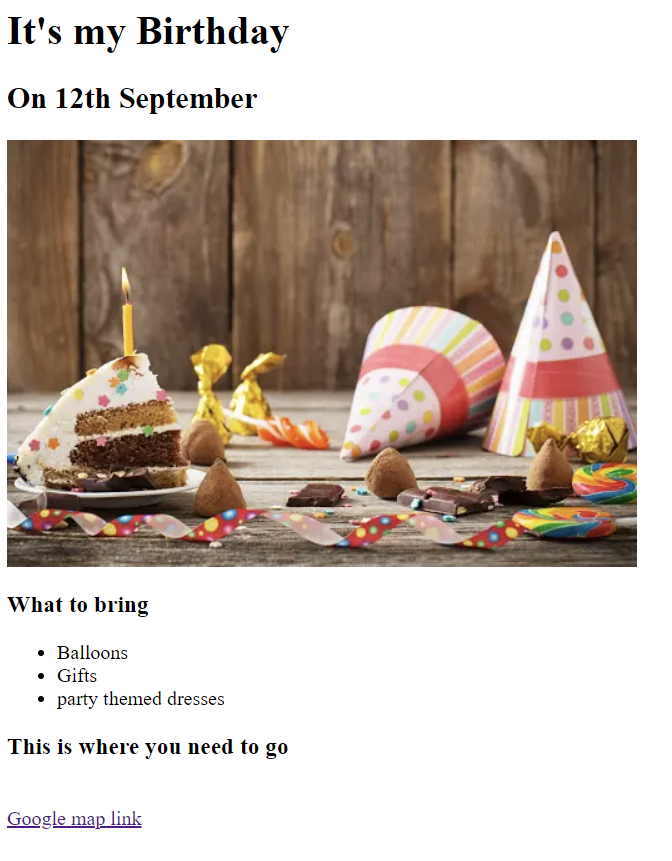 It's my Birthday
On 12th September
What to bring
Balloons
Gifts
party themed dresses
This is where you need to go
Google map link